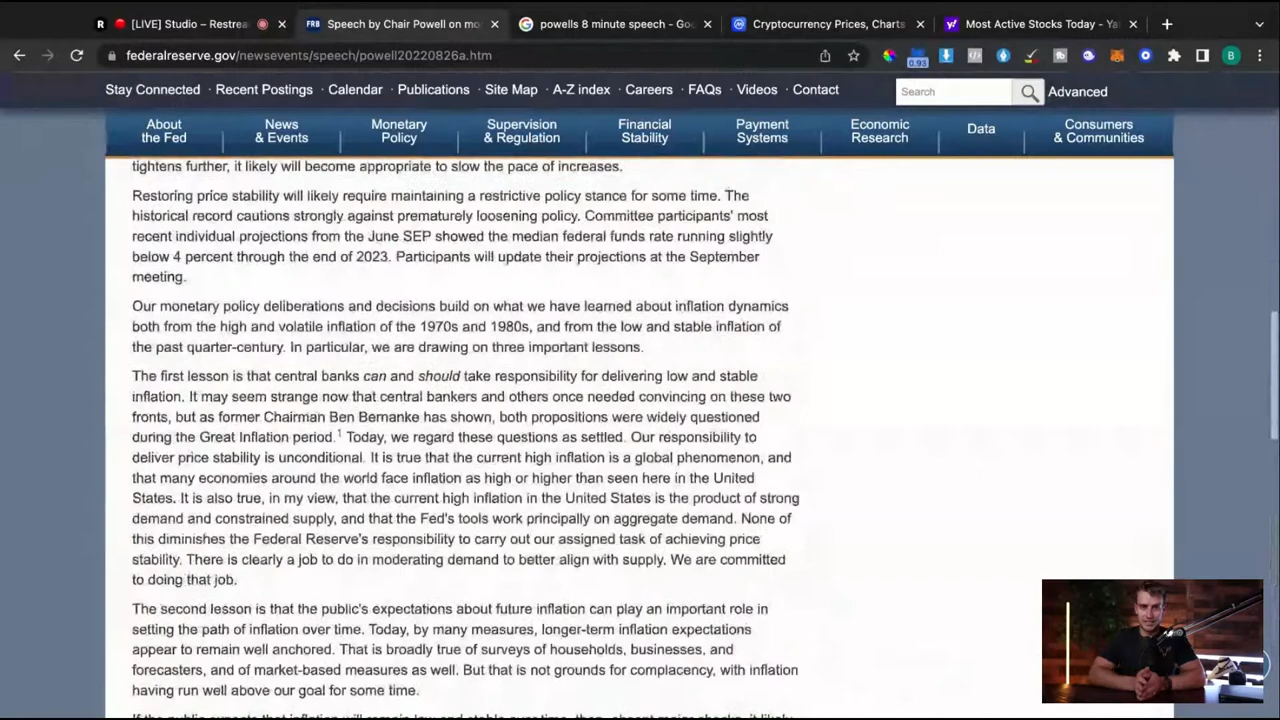 [LIVE] Studio – Restrea
Speech by Chair Powell on mo
powells 8 minute speech - Go
Cryptocurrency Prices, Charts
Most Active Stocks Today - Ya
federalreserve.gov/newsevents/speech/powell20220826a.htm
0.93
B
Stay Connected · Recent Postings · Calendar · Publications · Site Map · A-Z index · Careers · FAQs · Videos · Contact
Search
Advanced
About
the Fed
News
& Events
Monetary
Policy
Supervision
& Regulation
Financial
Stability
Payment
Systems
Economic
Research
Data
Consumers
& Communities
tightens further, it likely will become appropriate to slow the pace of increases.
Restoring price stability will likely require maintaining a restrictive policy stance for some time. The
historical record cautions strongly against prematurely loosening policy. Committee participants' most
recent individual projections from the June SEP showed the median federal funds rate running slightly
below 4 percent through the end of 2023. Participants will update their projections at the September
meeting.
Our monetary policy deliberations and decisions build on what we have learned about inflation dynamics
both from the high and volatile inflation of the 1970s and 1980s, and from the low and stable inflation of
the past quarter-century. In particular, we are drawing on three important lessons.
The first lesson is that central banks can and should take responsibility for delivering low and stable
inflation. It may seem strange now that central bankers and others once needed convincing on these two
fronts, but as former Chairman Ben Bernanke has shown, both propositions were widely questioned
during the Great Inflation period.1 Today, we regard these questions as settled. Our responsibility to
deliver price stability is unconditional. It is true that the current high inflation is a global phenomenon, and
that many economies around the world face inflation as high or higher than seen here in the United
States. It is also true, in my view, that the current high inflation in the United States is the product of strong
demand and constrained supply, and that the Fed's tools work principally on aggregate demand. None of
this diminishes the Federal Reserve's responsibility to carry out our assigned task of achieving price
stability. There is clearly a job to do in moderating demand to better align with supply. We are committed
to doing that job.
The second lesson is that the public's expectations about future inflation can play an important role in
setting the path of inflation over time. Today, by many measures, longer-term inflation expectations
appear to remain well anchored. That is broadly true of surveys of households, businesses, and
forecasters, and of market-based measures as well. But that is not grounds for complacency, with inflation
having run well above our goal for some time.